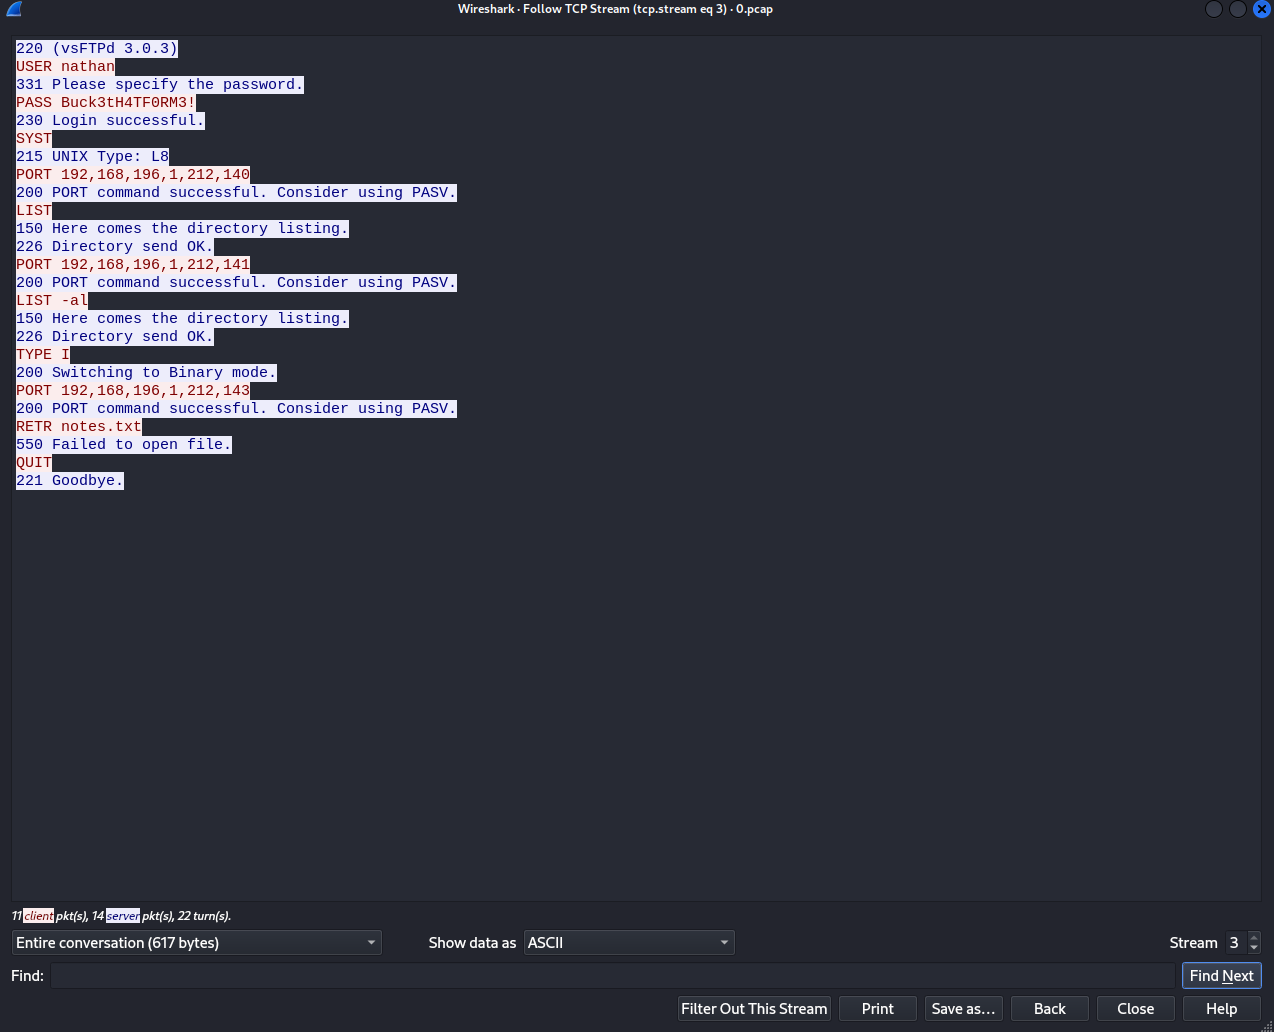 Wireshark · Follow TCP Stream (tcp.stream eq 3) · 0.pcap
220 (vsFTPd 3.0.3)
USER nathan
331 Please specify the password.
PASS Buck3tH4TF0RM3!
230 Login successful.
SYST
215 UNIX Type: L8
PORT 192,168,196,1,212,140
200 PORT command successful. Consider using PASV.
LIST
150 Here comes the directory listing.
226 Directory send OK.
PORT 192,168,196,1,212,141
200 PORT command successful. Consider using PASV.
LIST -al
150 Here comes the directory listing.
226 Directory send OK.
TYPE I
200 Switching to Binary mode.
PORT 192,168,196,1,212,143
200 PORT command successful. Consider using PASV.
RETR notes.txt
550 Failed to open file.
QUIT
221 Goodbye.
11 client pkt(s), 14 server pkt(s), 22 turn(s).
Entire conversation (617 bytes) Show data as ASCII Stream 3
Find: Find Next
Filter Out This Stream Print Save as… Back Close Help